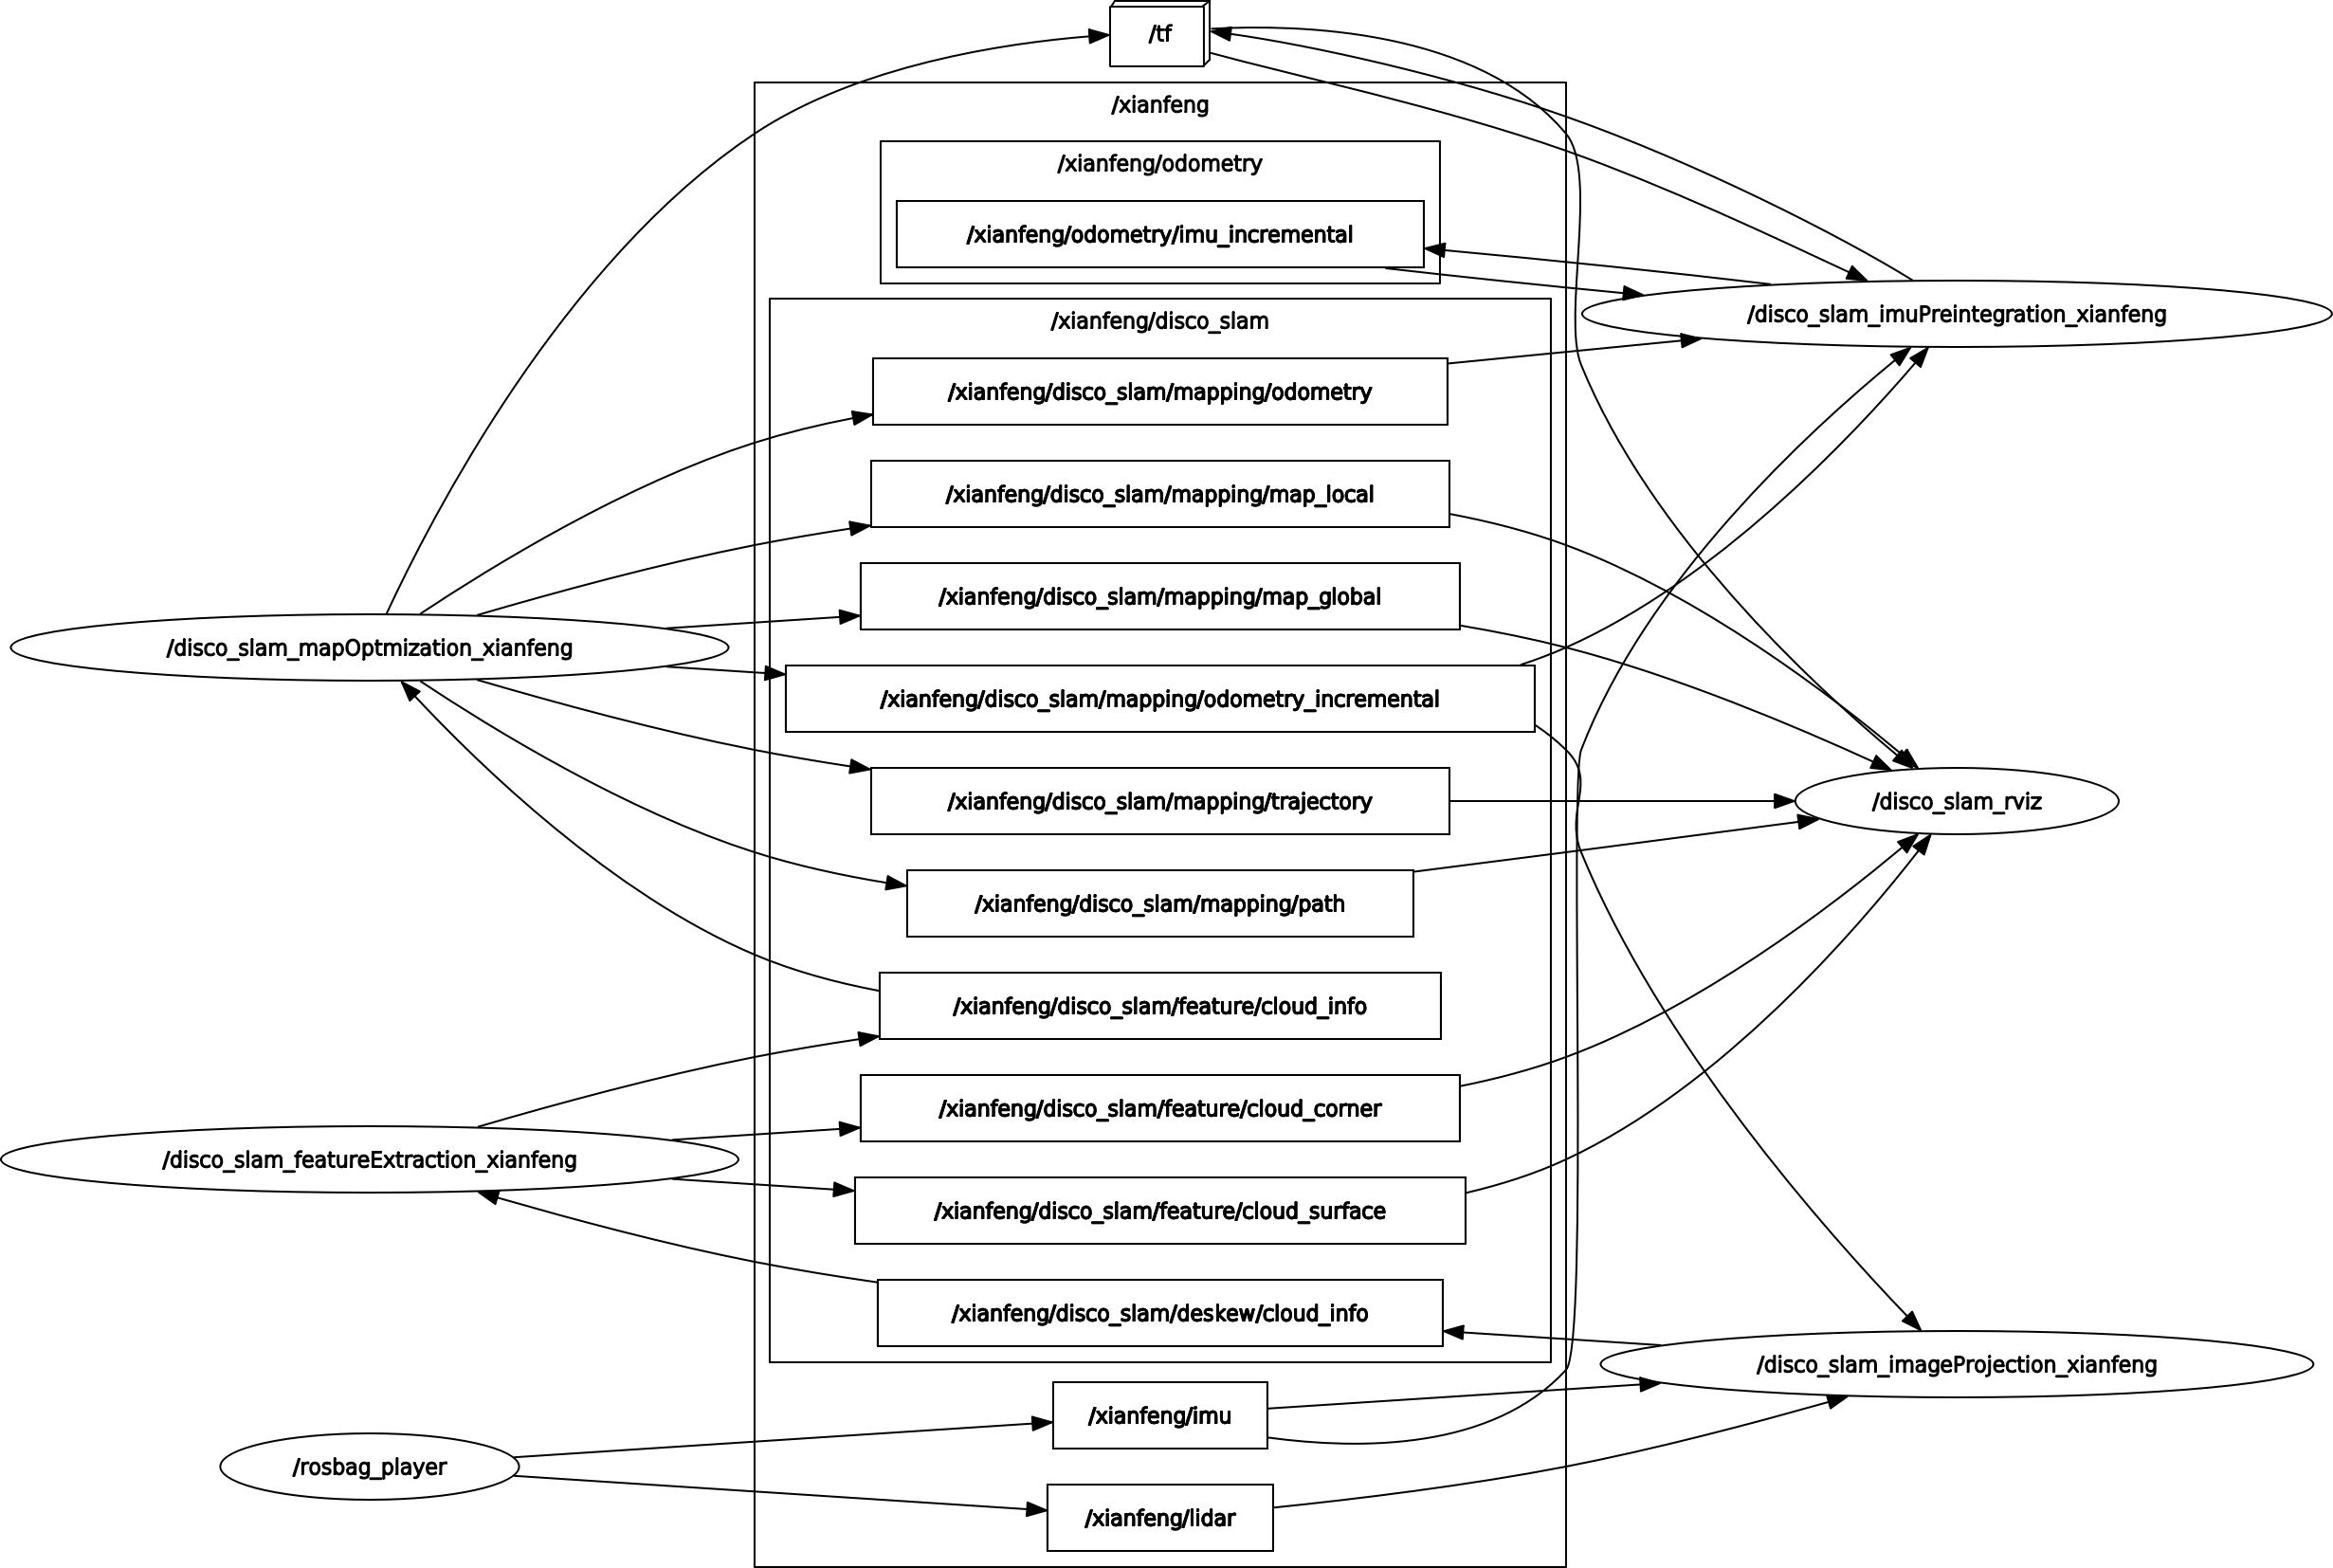 /tf
/xianfeng
/xianfeng/odometry
/xianfeng/odometry/imu_incremental
/disco_slam_imuPreintegration_xianfeng
/xianfeng/disco_slam
/xianfeng/disco_slam/mapping/odometry
/xianfeng/disco_slam/mapping/map_local
/xianfeng/disco_slam/mapping/map_global
/disco_slam_mapOptmization_xianfeng
/xianfeng/disco_slam/mapping/odometry_incremental
/xianfeng/disco_slam/mapping/trajectory
/disco_slam_rviz
/xianfeng/disco_slam/mapping/path
/xianfeng/disco_slam/feature/cloud_info
/xianfeng/disco_slam/feature/cloud_corner
/disco_slam_featureExtraction_xianfeng
/xianfeng/disco_slam/feature/cloud_surface
/xianfeng/disco_slam/deskew/cloud_info
/disco_slam_imageProjection_xianfeng
/xianfeng/imu
/rosbag_player
/xianfeng/lidar